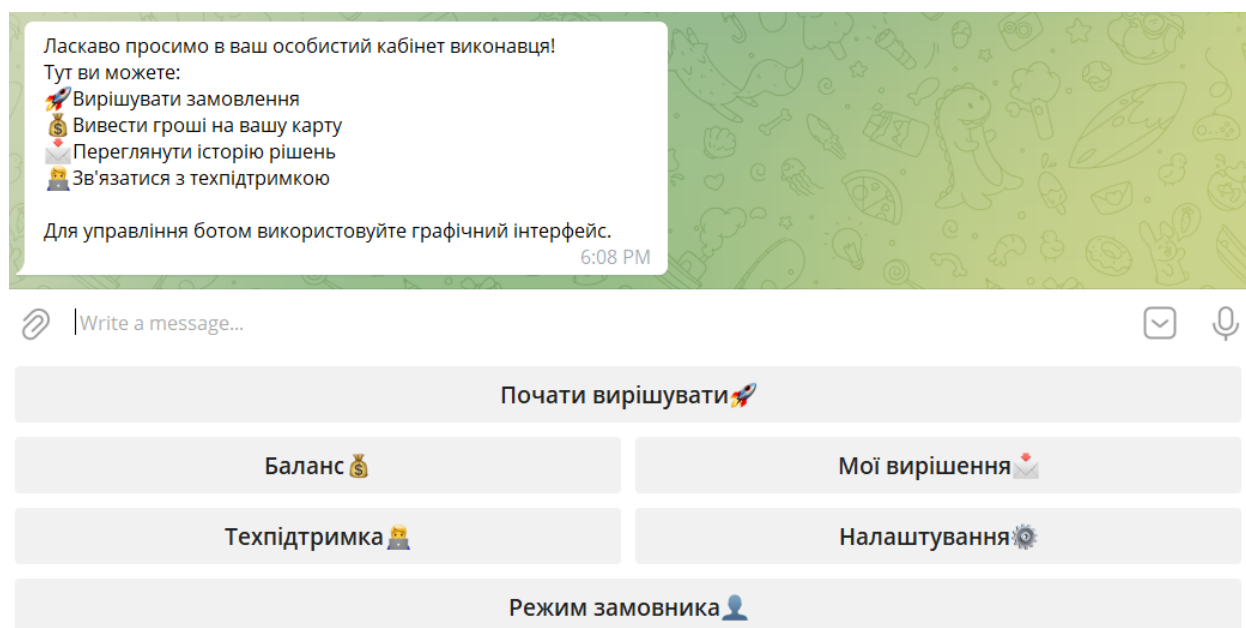 Ласкаво просимо в ваш особистий кабінет виконавця!
Тут ви можете:
🚀Вирішувати замовлення
💰Вивести гроші на вашу карту
📩Переглянути історію рішень
👨‍💻Зв'язатися з техпідтримкою
Для управління ботом використовуйте графічний інтерфейс.
6:08 PM
Write a message...
Почати вирішувати🚀
Баланс💰
Мої вирішення📩
Техпідтримка👨‍💻
Налаштування⚙️
Режим замовника👤